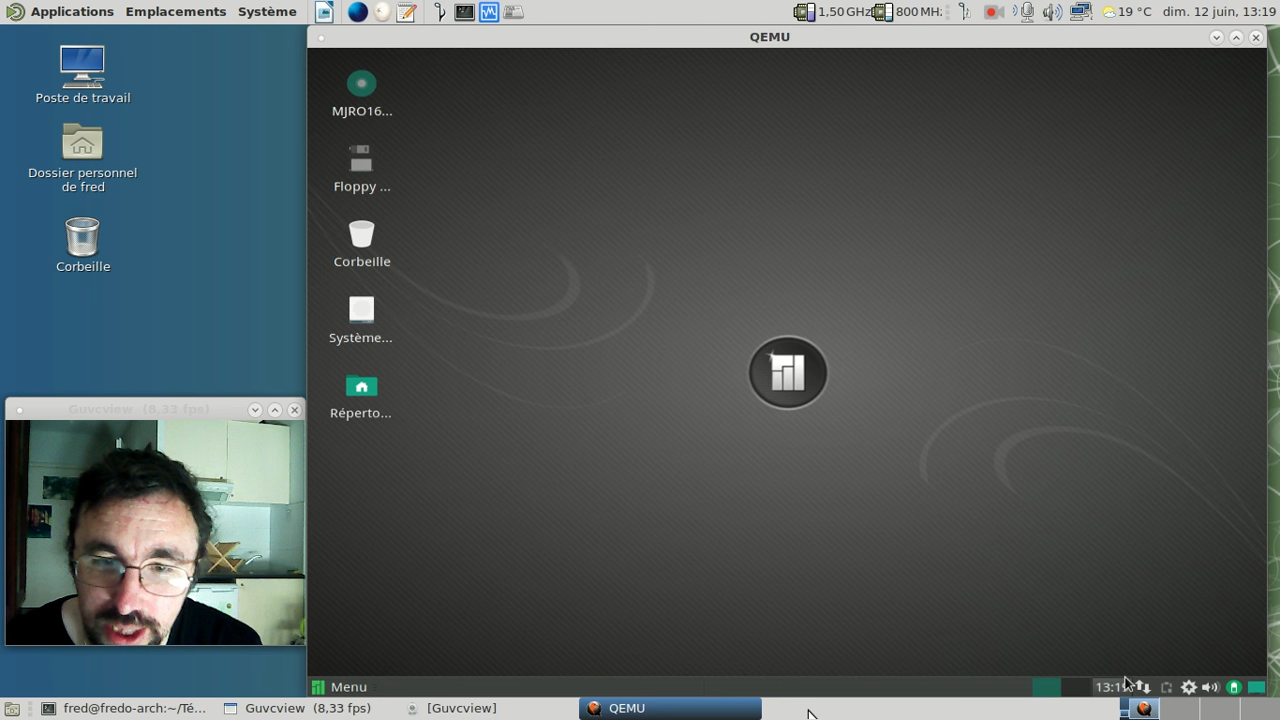 Applications Emplacements Système
1,50 GHz 800 MHz 19 °C dim. 12 juin, 13:19
QEMU
Poste de travail
Dossier personnel
de fred
Corbeille
MJRO16...
Floppy ...
Corbeille
Système...
Réperto...
Guvcview (8,33 fps)
Menu
fred@fredo-arch:~/Té...
Guvcview (8,33 fps)
[Guvcview]
QEMU